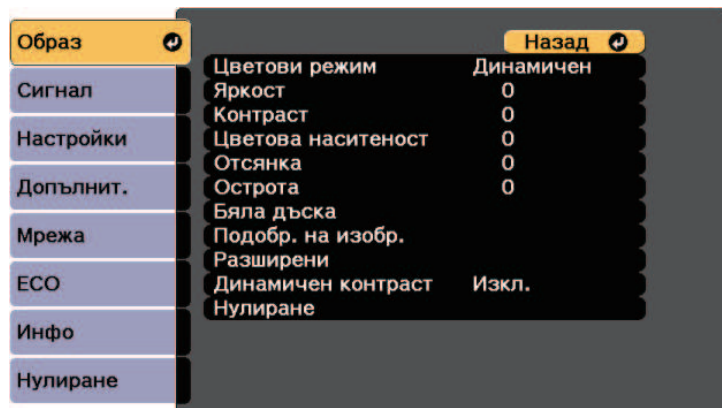 Образ
Сигнал
Настройки
Допълнит.
Мрежа
ECO
Инфо
Нулиране
Назад
Цветови режим Динамичен
Яркост 0
Контраст 0
Цветова наситеност 0
Отсянка 0
Острота 0
Бяла дъска
Подобр. на изобр.
Разширени
Динамичен контраст Изкл.
Нулиране